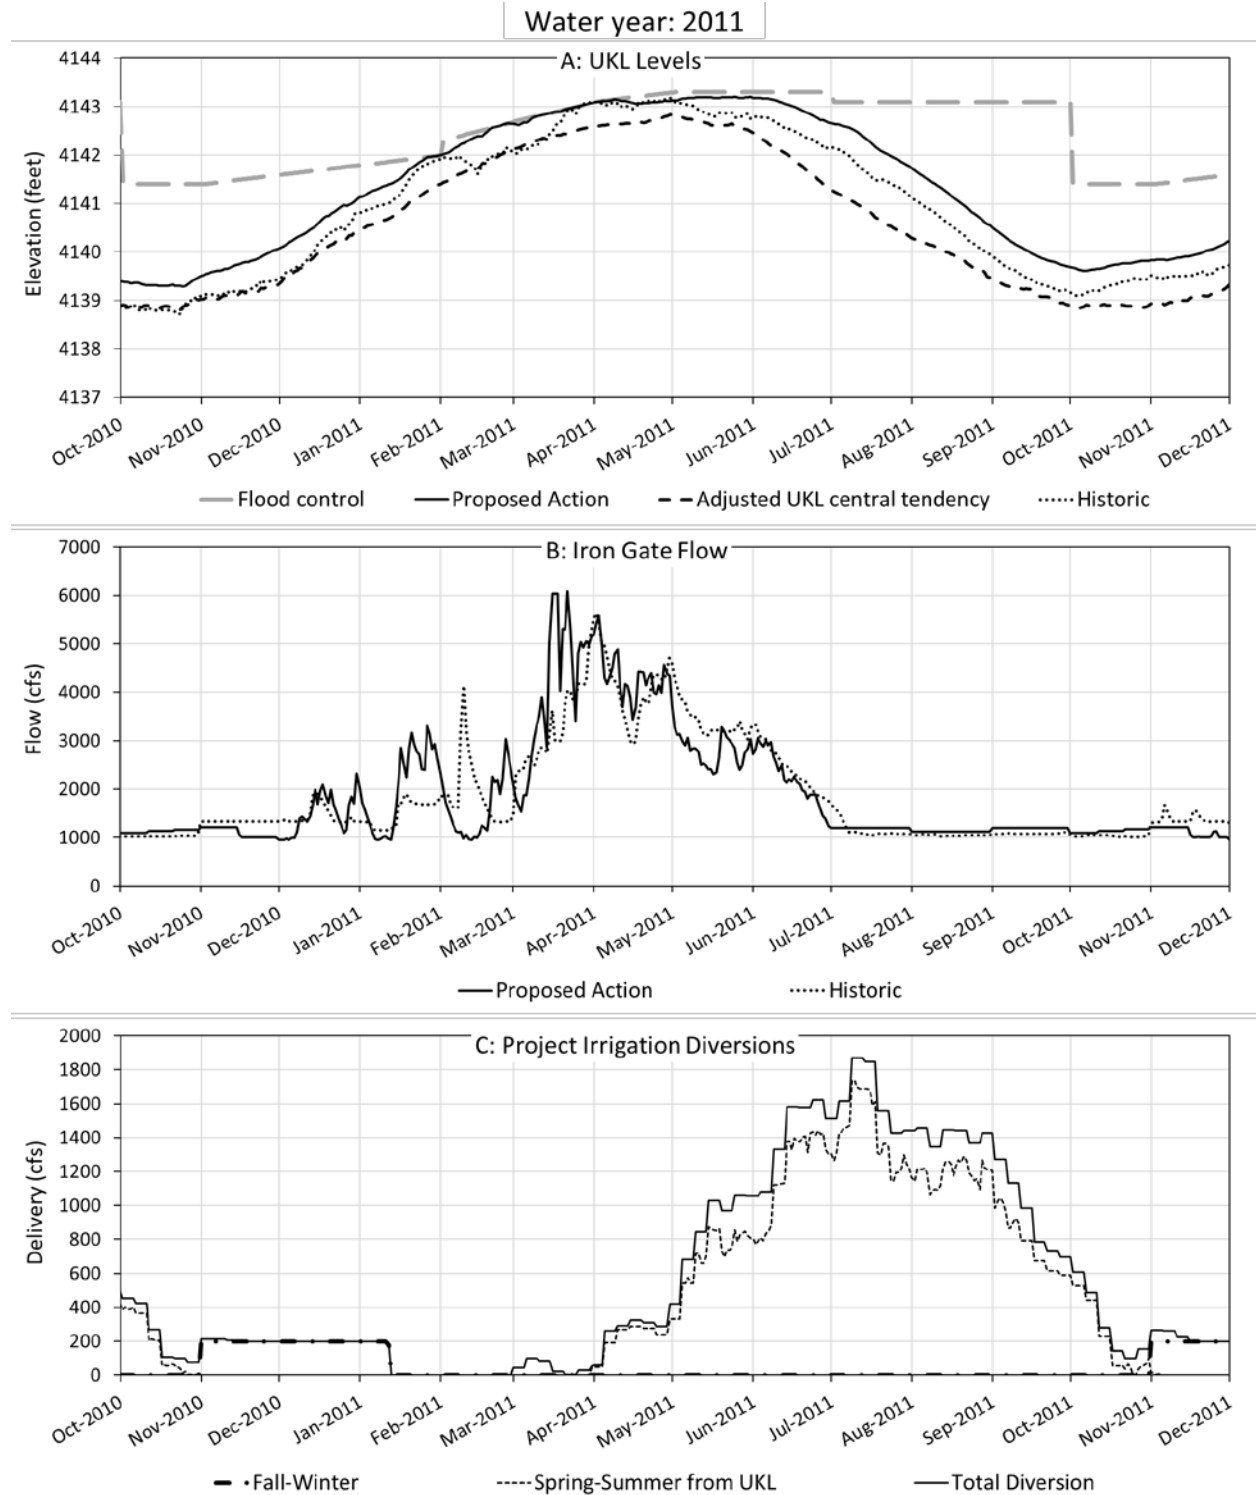 Water year: 2011
A: UKL Levels
4144
4143
4142
4141
4140
4139
4138
4137
Elevation (feet)
Oct-2010 Nov-2010 Dec-2010 Jan-2011 Feb-2011 Mar-2011 Apr-2011 May-2011 Jun-2011 Jul-2011 Aug-2011 Sep-2011 Oct-2011 Nov-2011 Dec-2011
Flood control Proposed Action Adjusted UKL central tendency Historic
B: Iron Gate Flow
7000
6000
5000
4000
3000
2000
1000
0
Flow (cfs)
Oct-2010 Nov-2010 Dec-2010 Jan-2011 Feb-2011 Mar-2011 Apr-2011 May-2011 Jun-2011 Jul-2011 Aug-2011 Sep-2011 Oct-2011 Nov-2011 Dec-2011
Proposed Action Historic
C: Project Irrigation Diversions
2000
1800
1600
1400
1200
1000
800
600
400
200
0
Delivery (cfs)
Oct-2010 Nov-2010 Dec-2010 Jan-2011 Feb-2011 Mar-2011 Apr-2011 May-2011 Jun-2011 Jul-2011 Aug-2011 Sep-2011 Oct-2011 Nov-2011 Dec-2011
Fall-Winter Spring-Summer from UKL Total Diversion